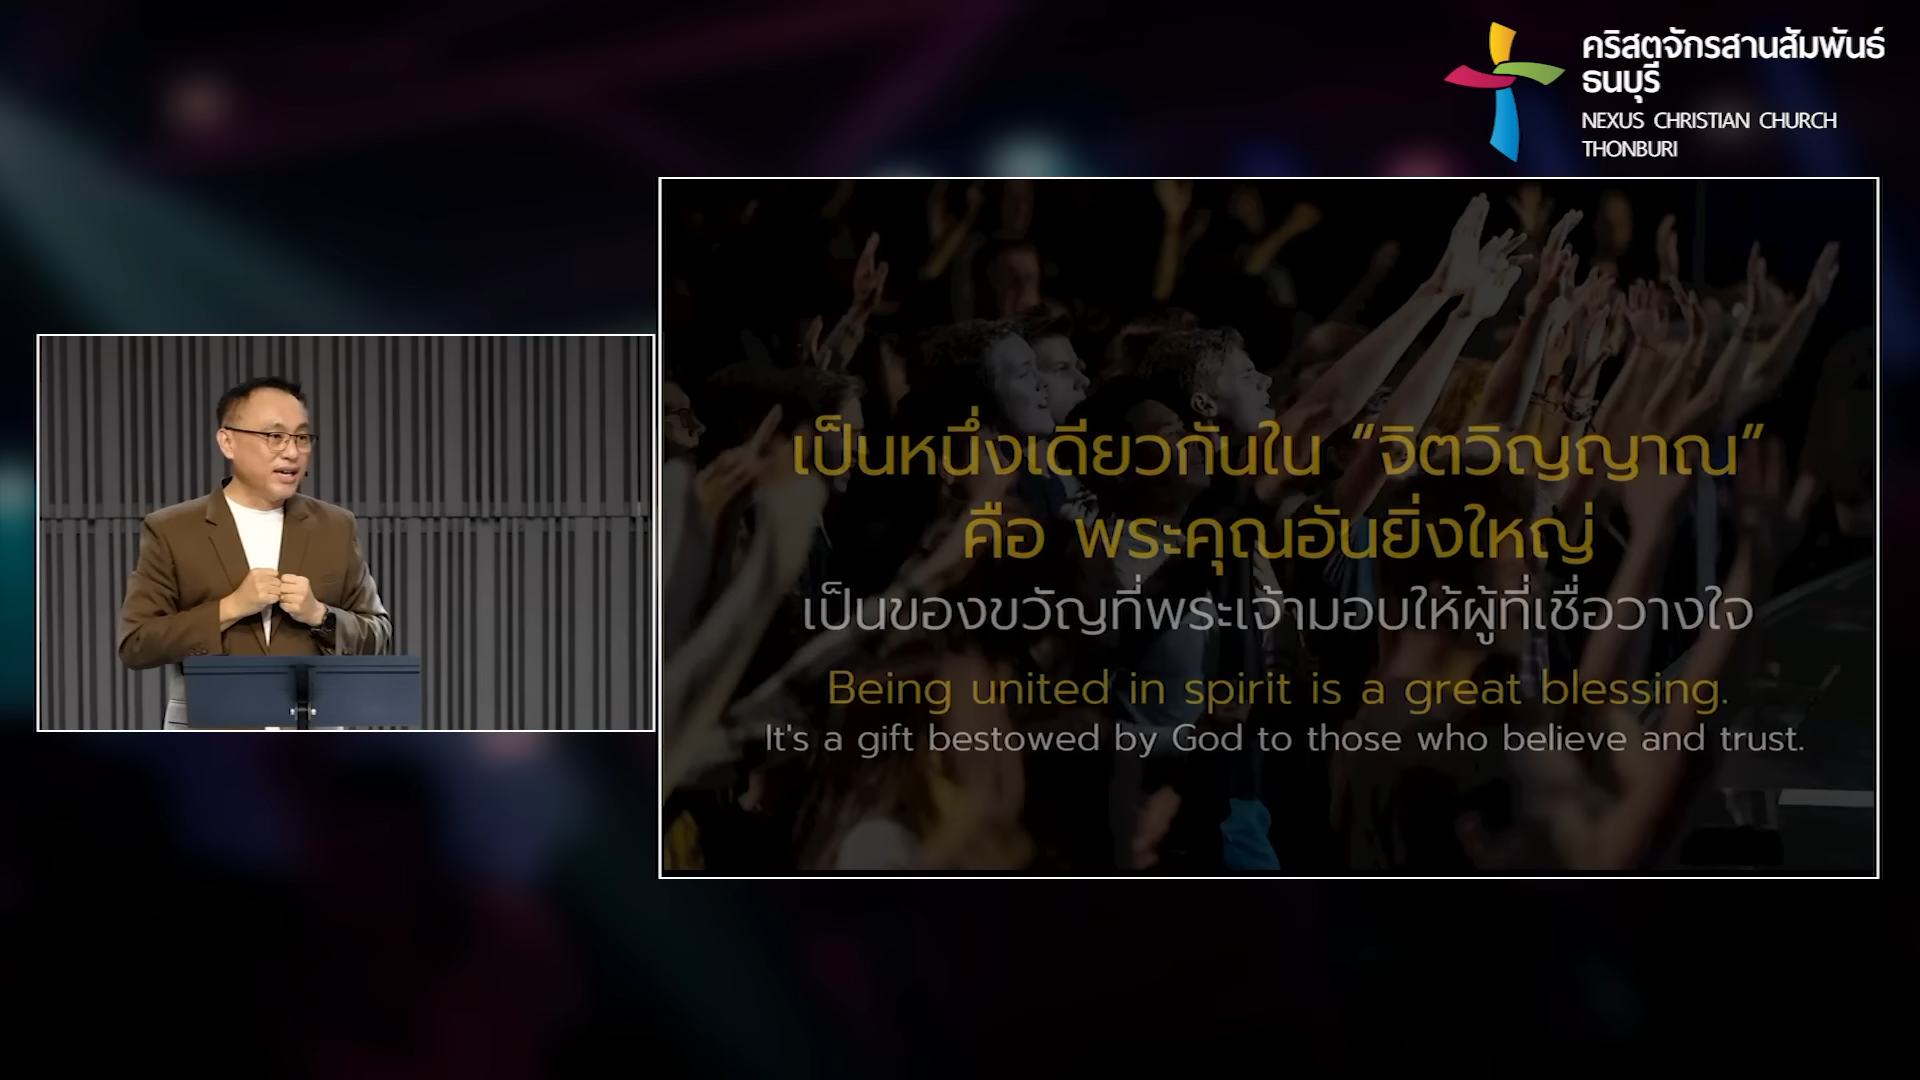 คริสตจักรสานสัมพันธ์
ธนบุรี
NEXUS CHRISTIAN CHURCH
THONBURI
เป็นหนึ่งเดียวกันใน “จิตวิญญาณ”
คือ พระคุณอันยิ่งใหญ่
เป็นของขวัญที่พระเจ้ามอบให้ผู้ที่เชื่อวางใจ
Being united in spirit is a great blessing.
It's a gift bestowed by God to those who believe and trust.